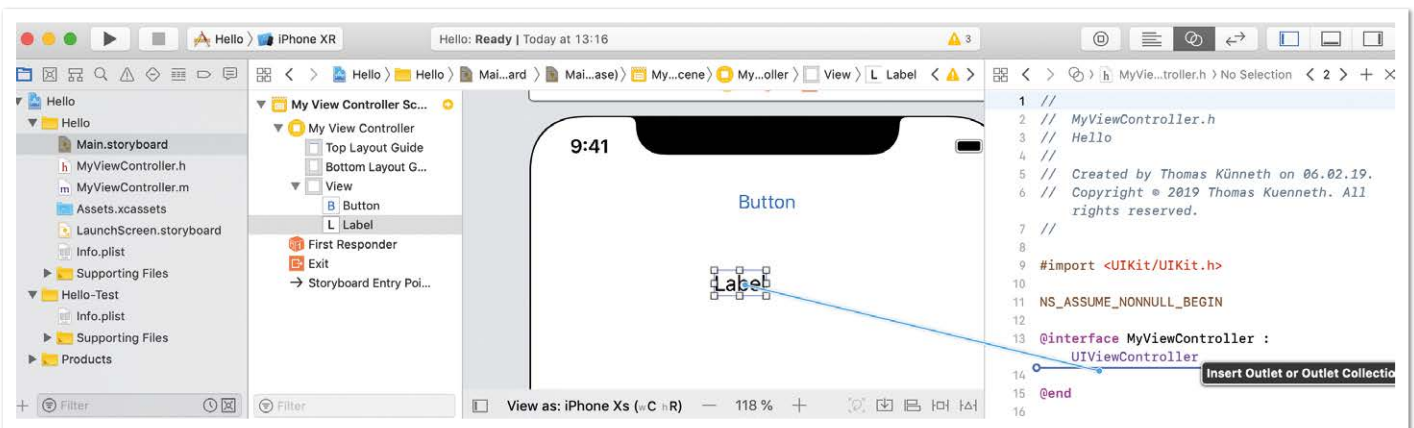 Hello 〉 iPhone XR
Hello: Ready | Today at 13:16
3
Hello 〉 Hello 〉 Mai...ard 〉 Mai...ase) 〉 My...cene 〉 My...oller 〉 View 〉 L Label
MyVie...troller.h 〉 No Selection
2
Hello
Hello
Main.storyboard
h MyViewController.h
m MyViewController.m
Assets.xcassets
LaunchScreen.storyboard
Info.plist
Supporting Files
Hello-Test
Info.plist
Supporting Files
Products
Filter
My View Controller Sc...
My View Controller
Top Layout Guide
Bottom Layout G...
View
B Button
L Label
First Responder
Exit
Storyboard Entry Poi...
Filter
9:41
Button
Label
View as: iPhone Xs (wC hR) — 118 % +
1 //
2 // MyViewController.h
3 // Hello
4 //
5 // Created by Thomas Künneth on 06.02.19.
6 // Copyright © 2019 Thomas Kuenneth. All
rights reserved.
7 //
8
9 #import <UIKit/UIKit.h>
10
11 NS_ASSUME_NONNULL_BEGIN
12
13 @interface MyViewController :
UIViewController
14
Insert Outlet or Outlet Collectio
15 @end
16